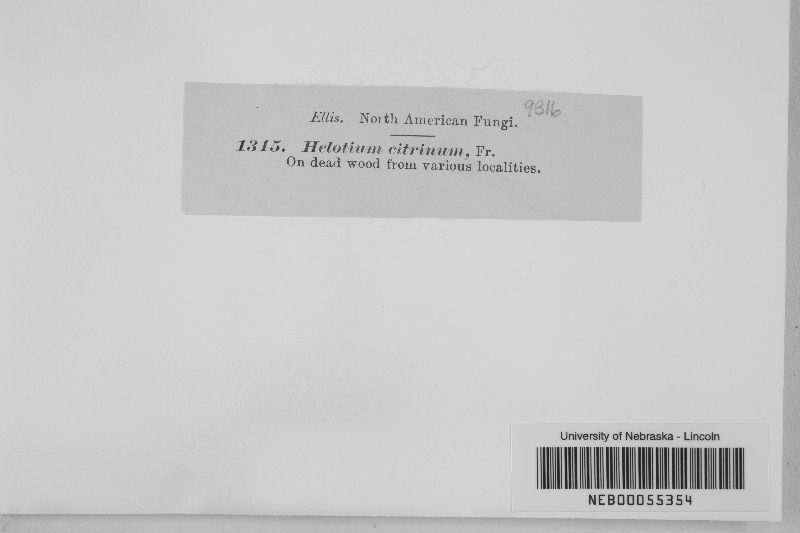 9816
Ellis. North American Fungi.
1315. Helotium citrinum, Fr.
On dead wood from various localities.
University of Nebraska - Lincoln
NEB00055354